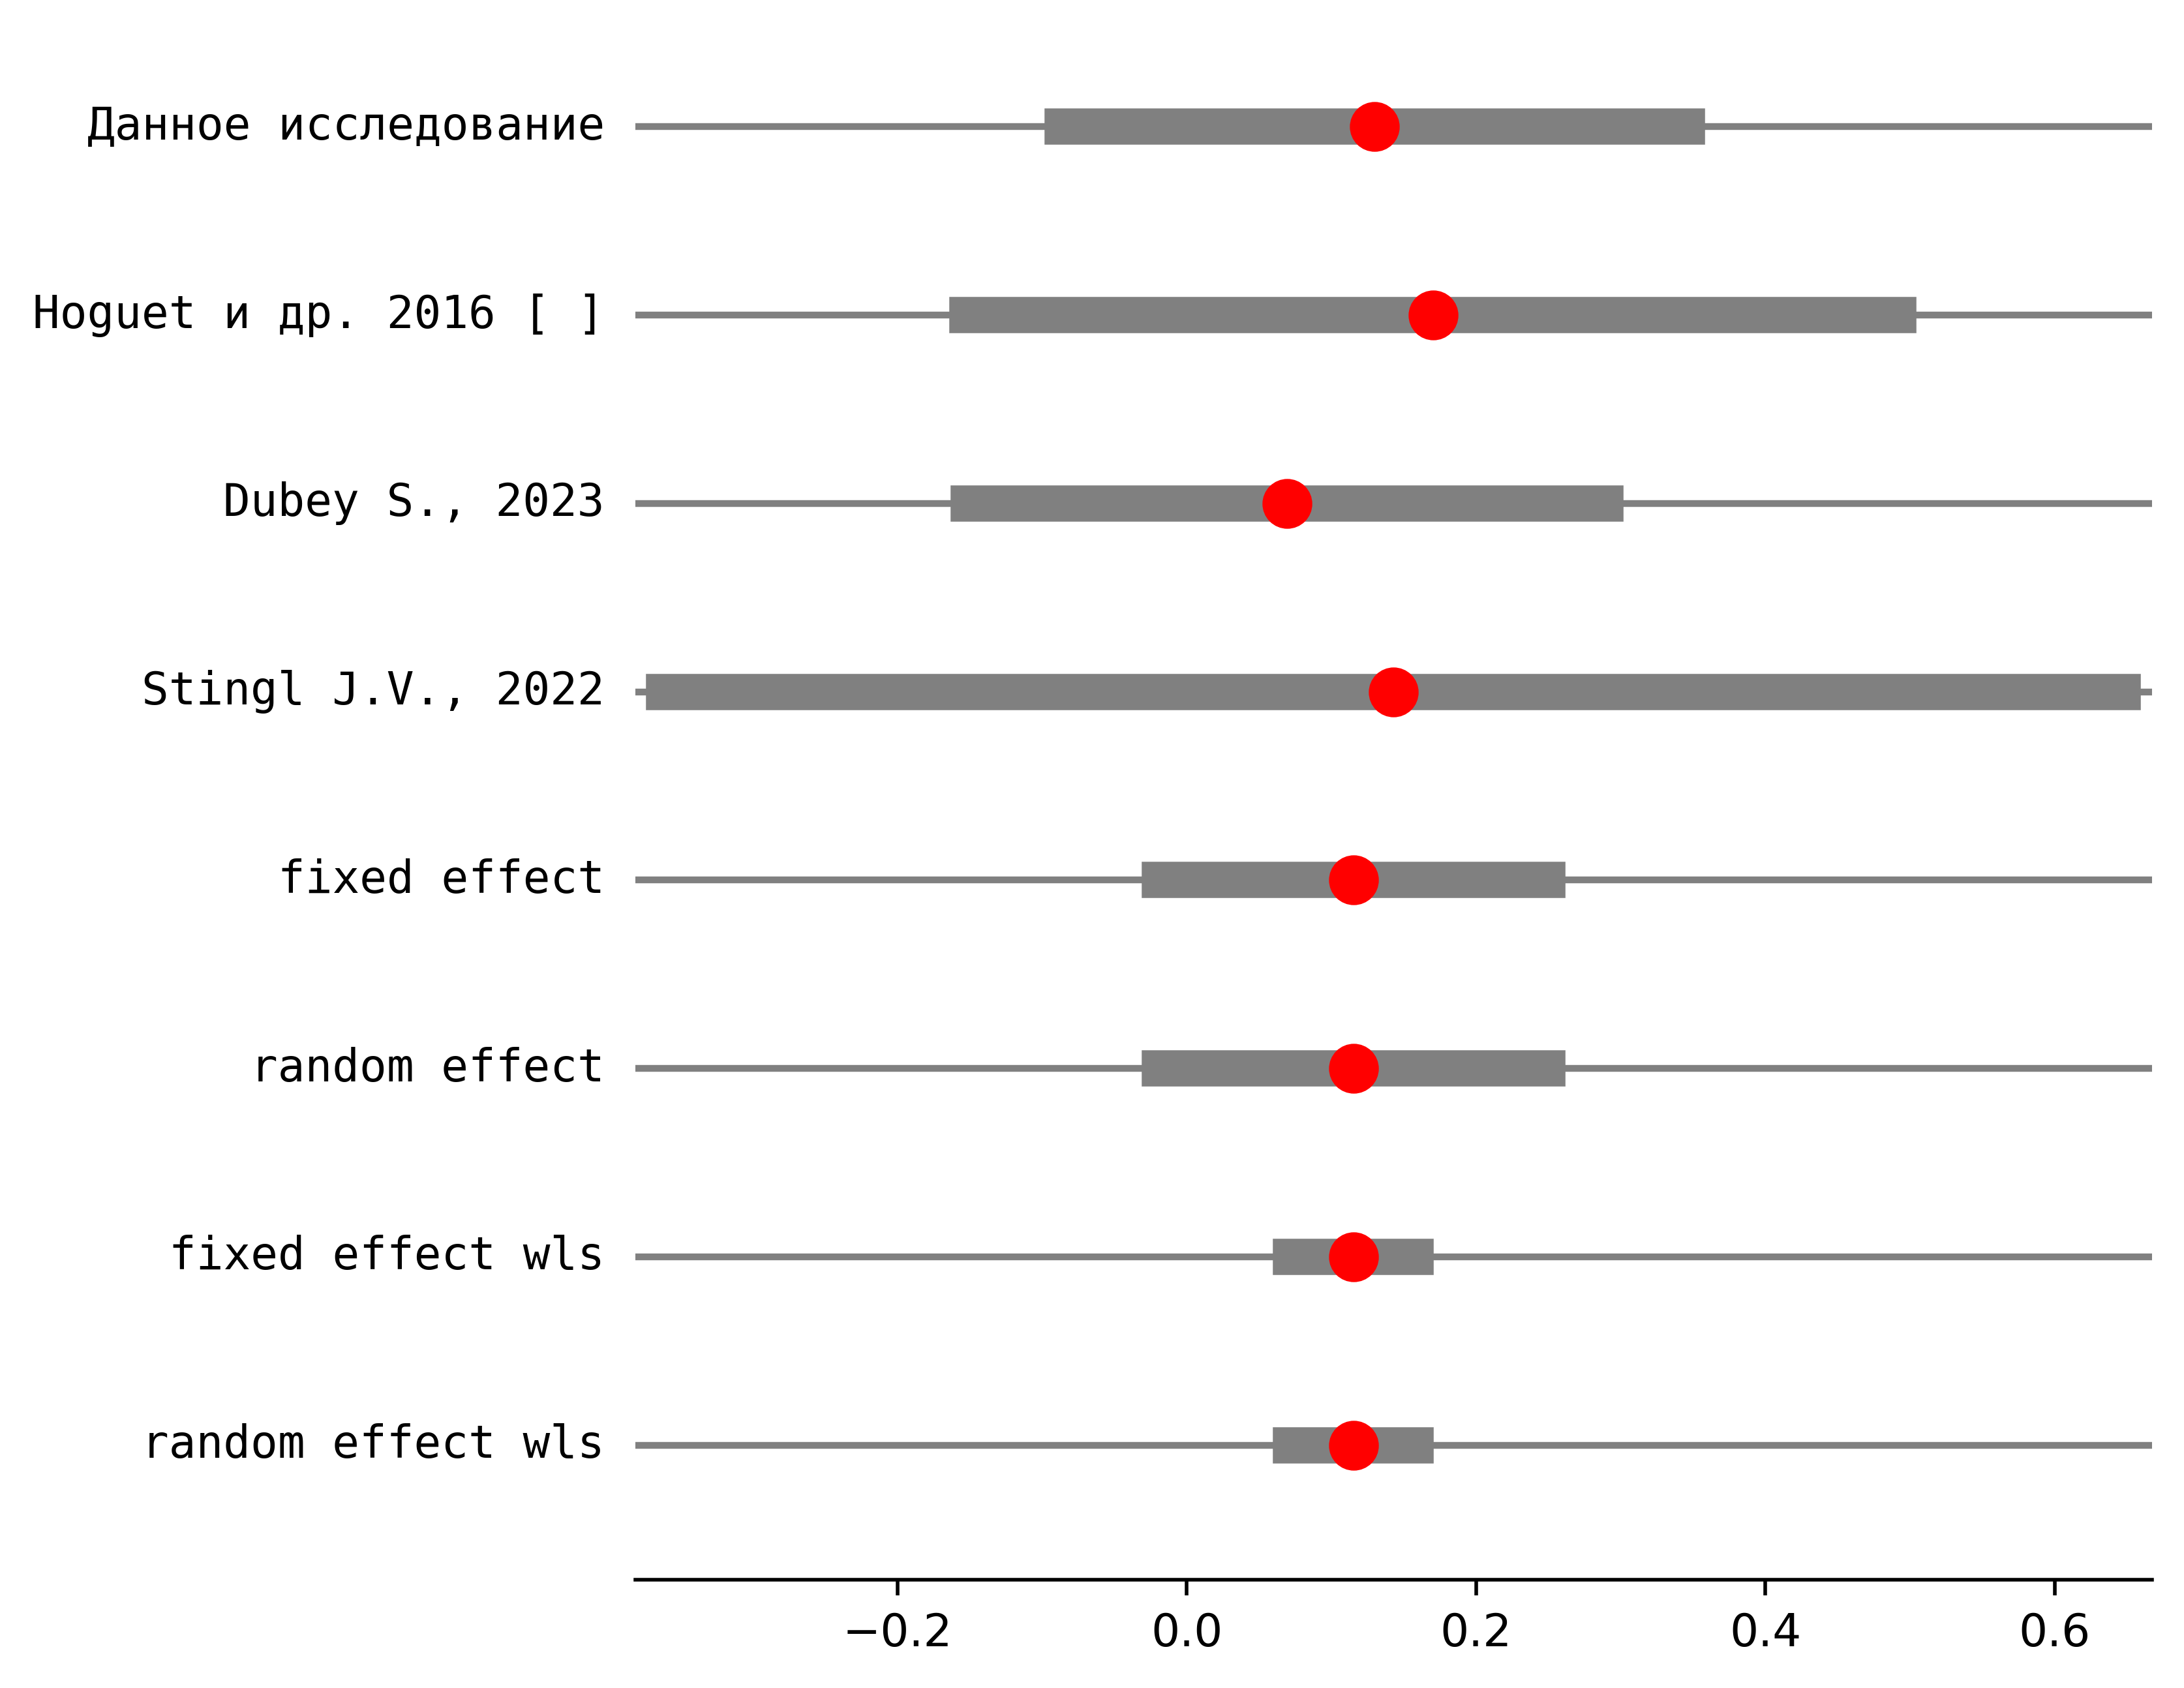 Данное исследование
Hoguet и др. 2016 [ ]
Dubey S., 2023
Stingl J.V., 2022
fixed effect
random effect
fixed effect wls
random effect wls
−0.2 0.0 0.2 0.4 0.6